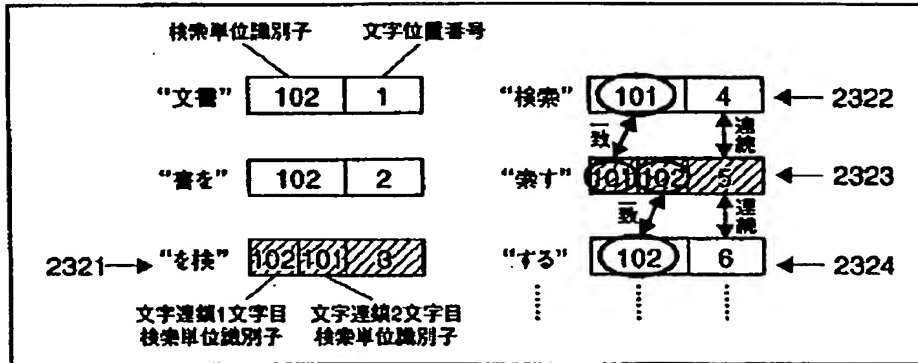 検索単位識別子 文字位置番号
“文書” 102 1
“書を” 102 2
2321 “を検” 102 101 3
文字連鎖1文字目 文字連鎖2文字目
検索単位識別子 検索単位識別子
“検索” 101 4 2322
一致 連続
“索す” 101 102 5 2323
一致 連続
“する” 102 6 2324